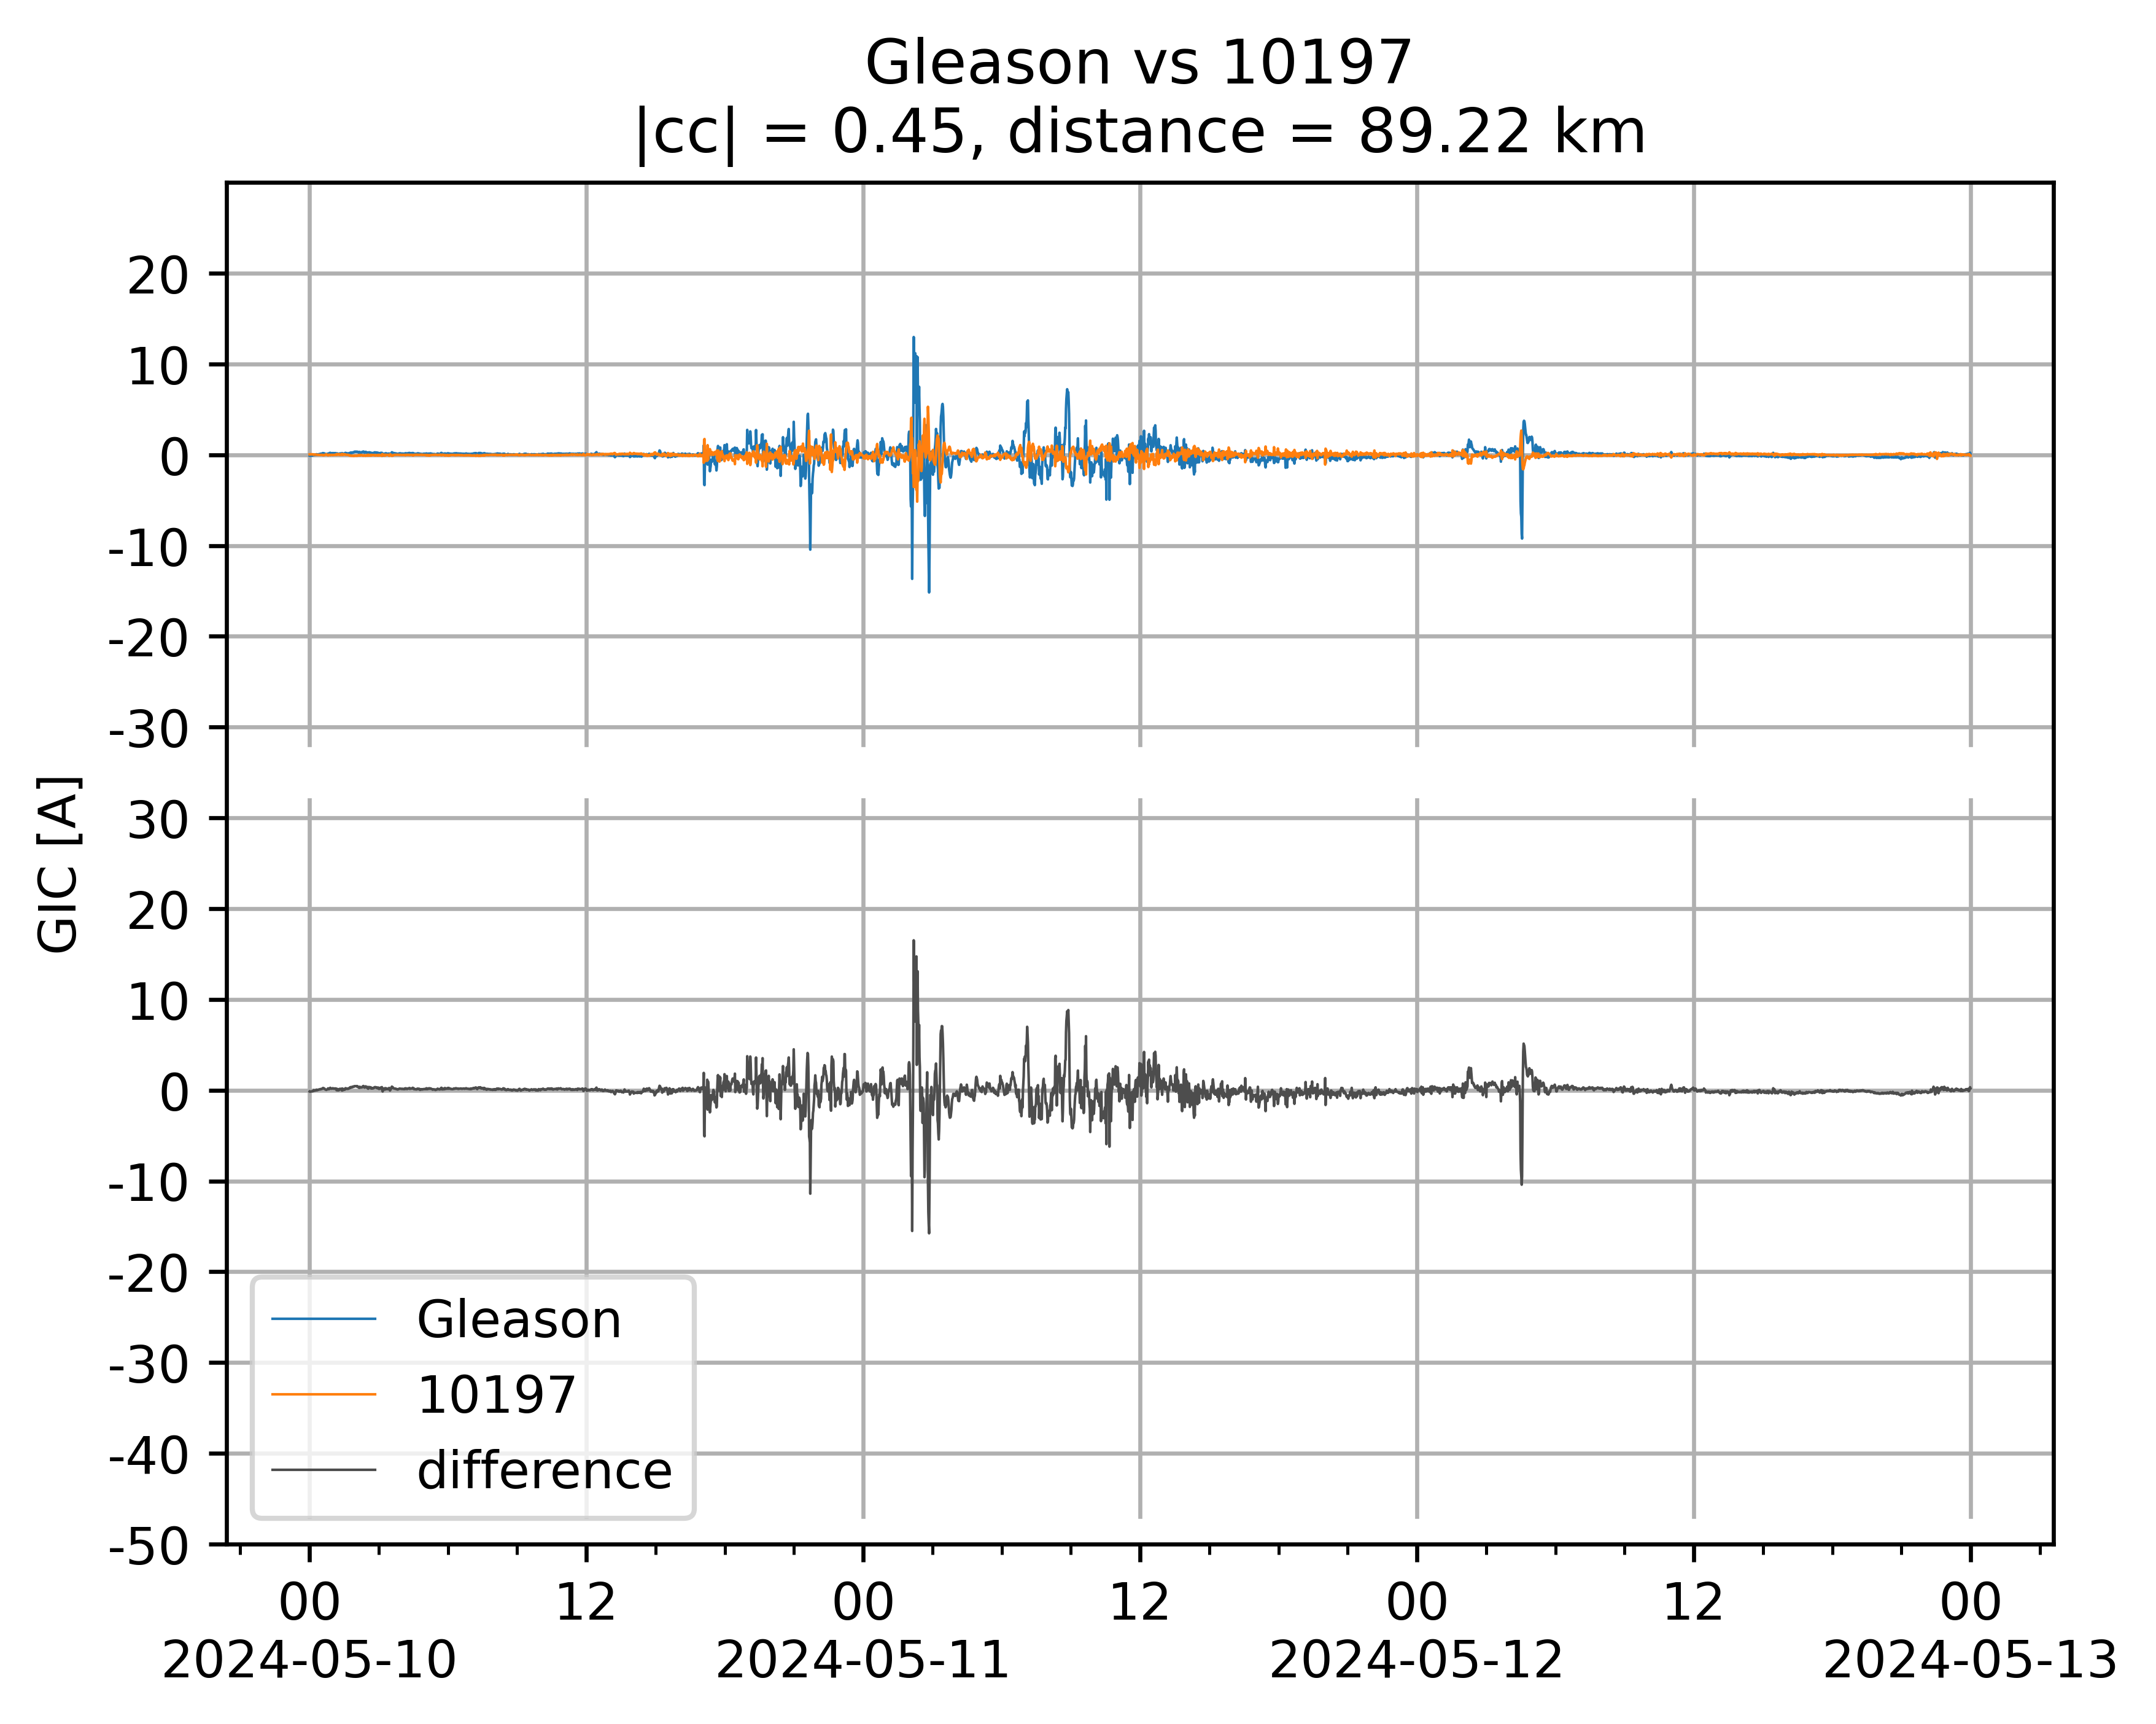 Gleason vs 10197
|cc| = 0.45, distance = 89.22 km
20
10
0
-10
-20
-30
30
20
10
0
-10
-20
-30
-40
-50
GIC [A]
Gleason
10197
difference
00 12 00 12 00 12 00
2024-05-10 2024-05-11 2024-05-12 2024-05-13